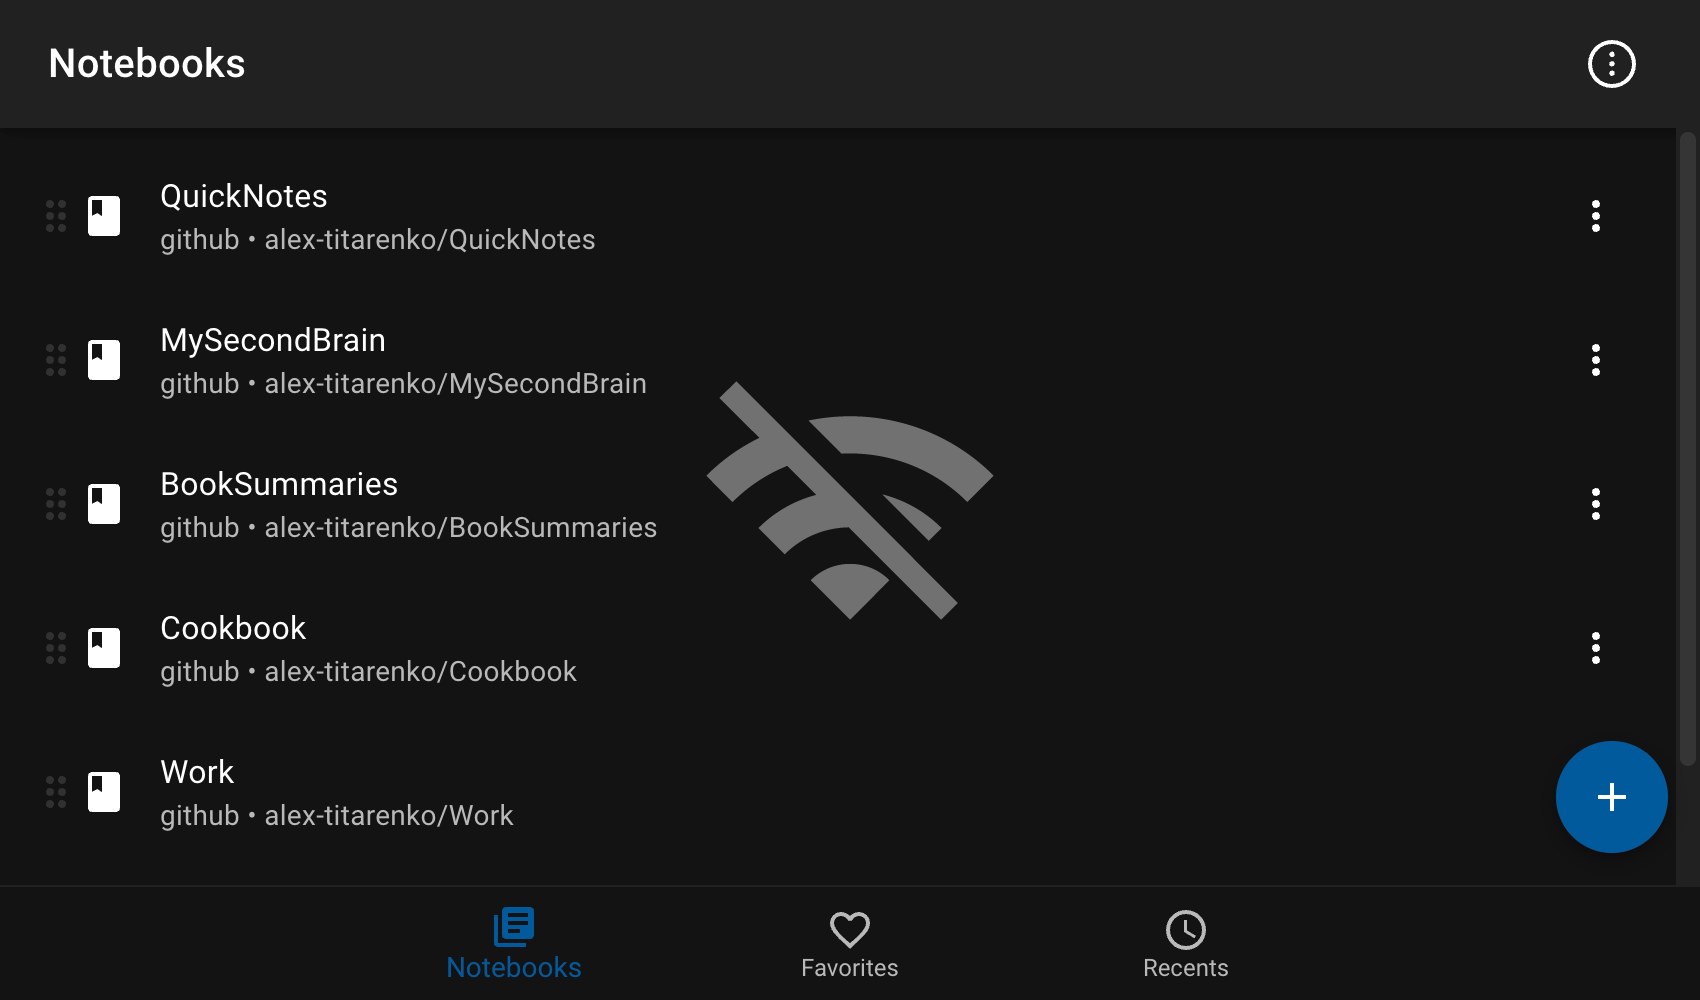 Notebooks
QuickNotes
github • alex-titarenko/QuickNotes
MySecondBrain
github • alex-titarenko/MySecondBrain
BookSummaries
github • alex-titarenko/BookSummaries
Cookbook
github • alex-titarenko/Cookbook
Work
github • alex-titarenko/Work
Notebooks
Favorites
Recents